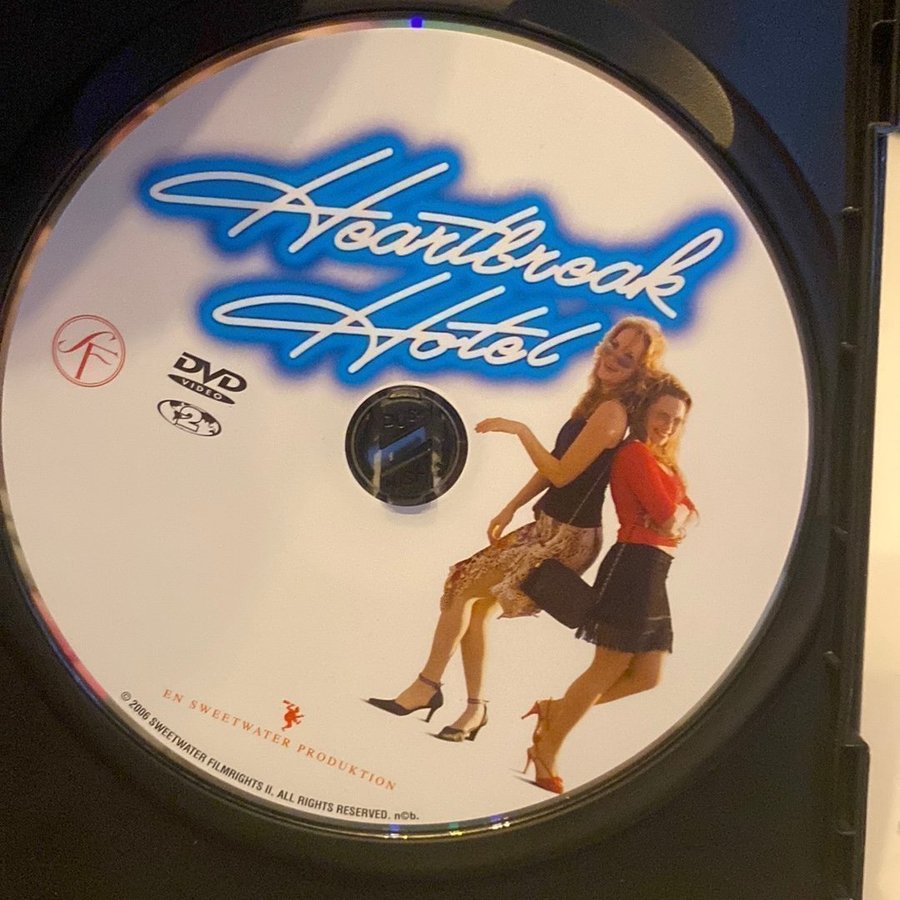 Heartbreak
Hotel
SF
DVD
VIDEO
2
EN SWEETWATER PRODUKTION
© 2006 SWEETWATER FILMRIGHTS II. ALL RIGHTS RESERVED. n©b.